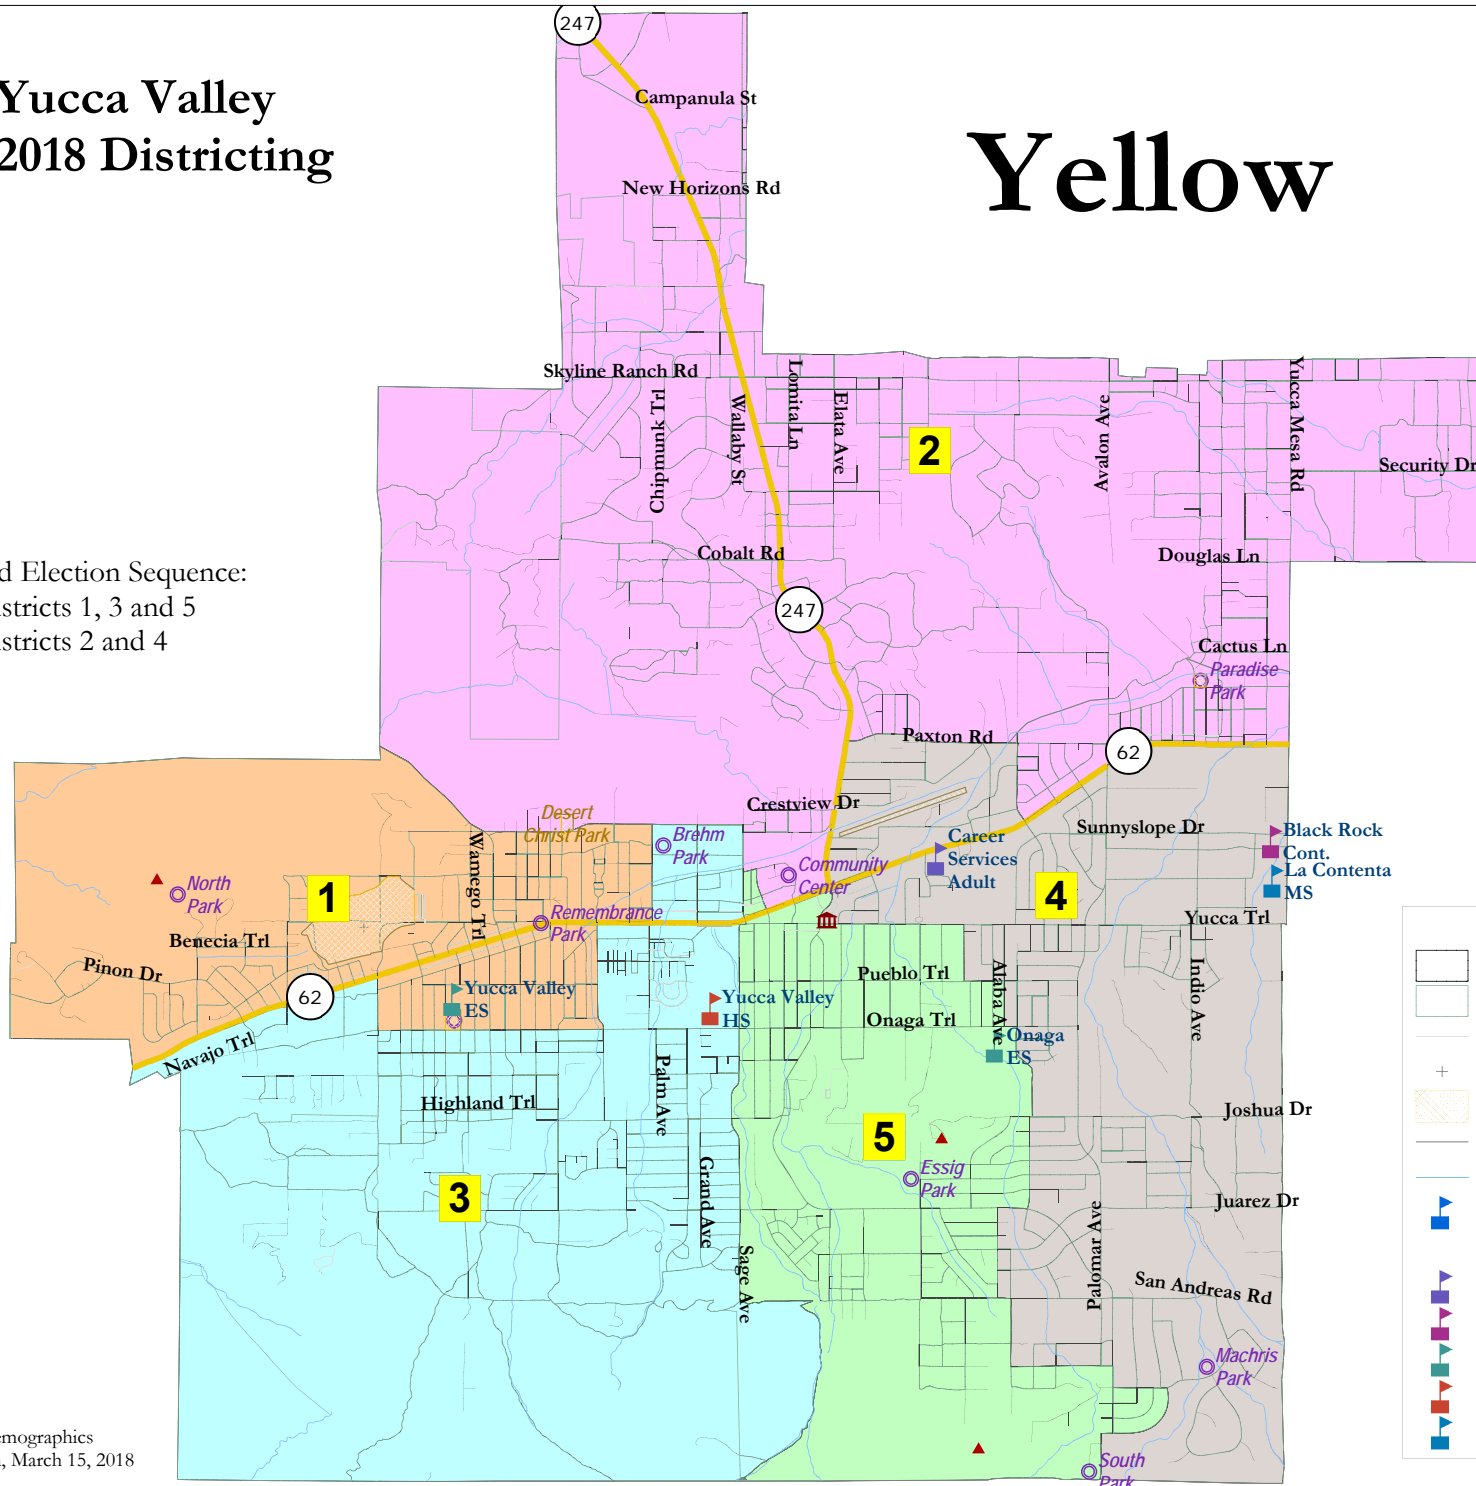 247
Yucca Valley
2018 Districting
Yellow
Campanula St
New Horizons Rd
Skyline Ranch Rd
Chipmunk Trl
Wallaby St
Lomita Ln
Elata Ave
2
Avalon Ave
Yucca Mesa Rd
Security Dr
Cobalt Rd
Douglas Ln
d Election Sequence:
stricts 1, 3 and 5
stricts 2 and 4
247
Cactus Ln
Paradise
Park
Paxton Rd
62
Crestview Dr
Desert
Christ Park
Brehm
Park
Community
Center
Career
Services
Adult
Sunnyslope Dr
Black Rock
Cont.
La Contenta
MS
North
Park
1
Wamego Trl
Remembrance
Park
4
Yucca Trl
Benecia Trl
Pinon Dr
62
Navajo Trl
Yucca Valley
ES
Yucca Valley
HS
Pueblo Trl
Onaga Trl
Alaba Ave
Onaga
ES
Indio Ave
Highland Trl
Palm Ave
Joshua Dr
5
Essig
Park
3
Grand Ave
Sage Ave
Juarez Dr
Palomar Ave
San Andreas Rd
Machris
Park
South
Park
emographics
, March 15, 2018